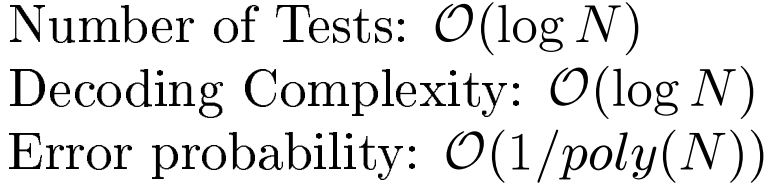 Number of Tests: 𝒪(log N)
Decoding Complexity: 𝒪(log N)
Error probability: 𝒪(1/poly(N))